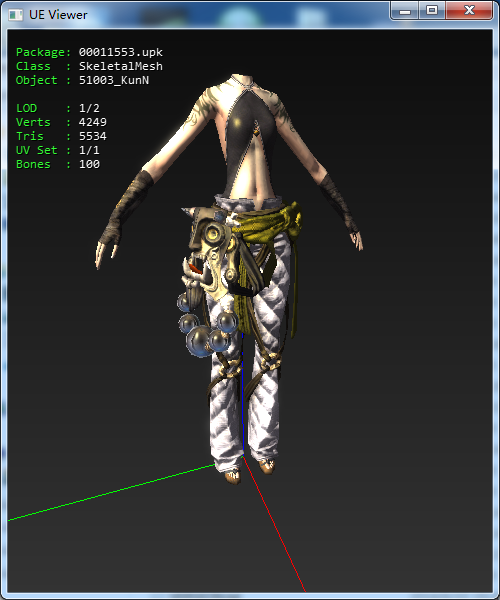 UE Viewer
Package: 00011553.upk
Class : SkeletalMesh
Object : 51003_KunN
LOD : 1/2
Verts : 4249
Tris : 5534
UV Set : 1/1
Bones : 100